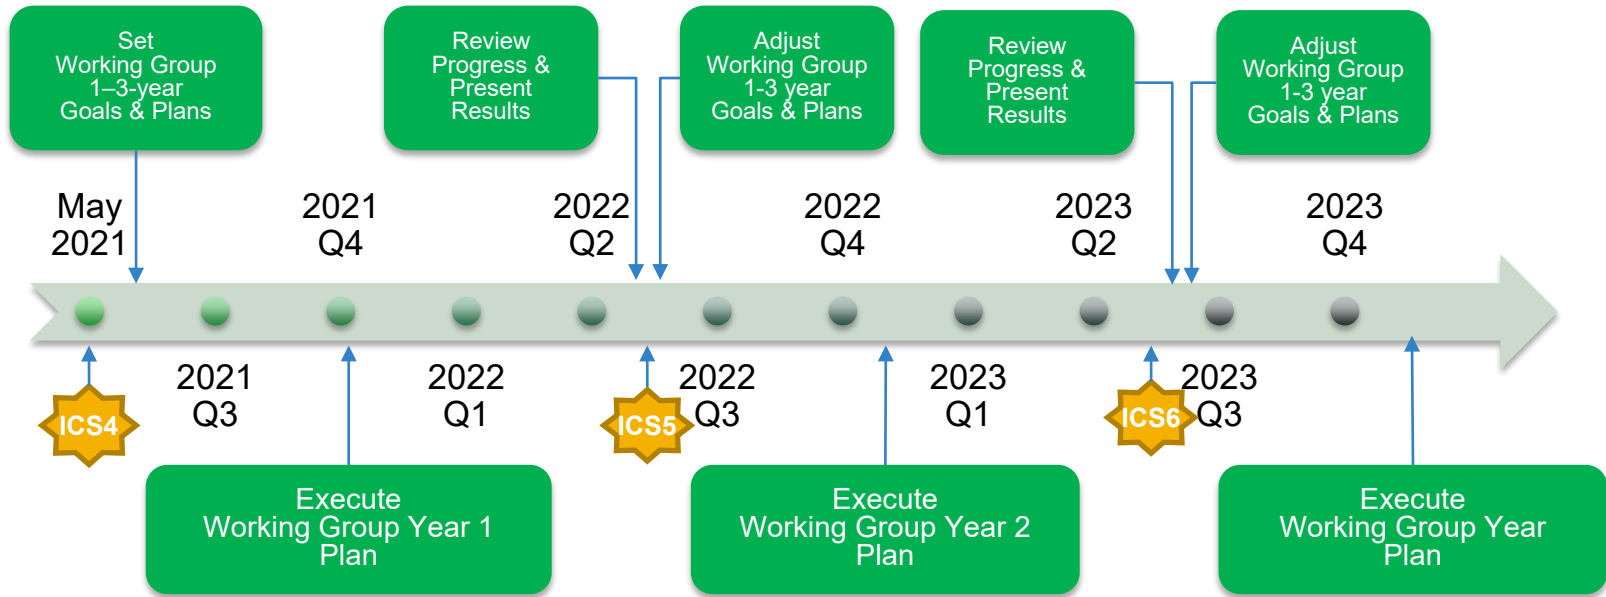 Set
Working Group
1–3-year
Goals & Plans
Review
Progress &
Present
Results
Adjust
Working Group
1-3 year
Goals & Plans
Review
Progress &
Present
Results
Adjust
Working Group
1-3 year
Goals & Plans
May
2021
2021
Q4
2022
Q2
2022
Q4
2023
Q2
2023
Q4
ICS4
2021
Q3
2022
Q1
ICS5
2022
Q3
2023
Q1
ICS6
2023
Q3
Execute
Working Group Year 1
Plan
Execute
Working Group Year 2
Plan
Execute
Working Group Year
Plan